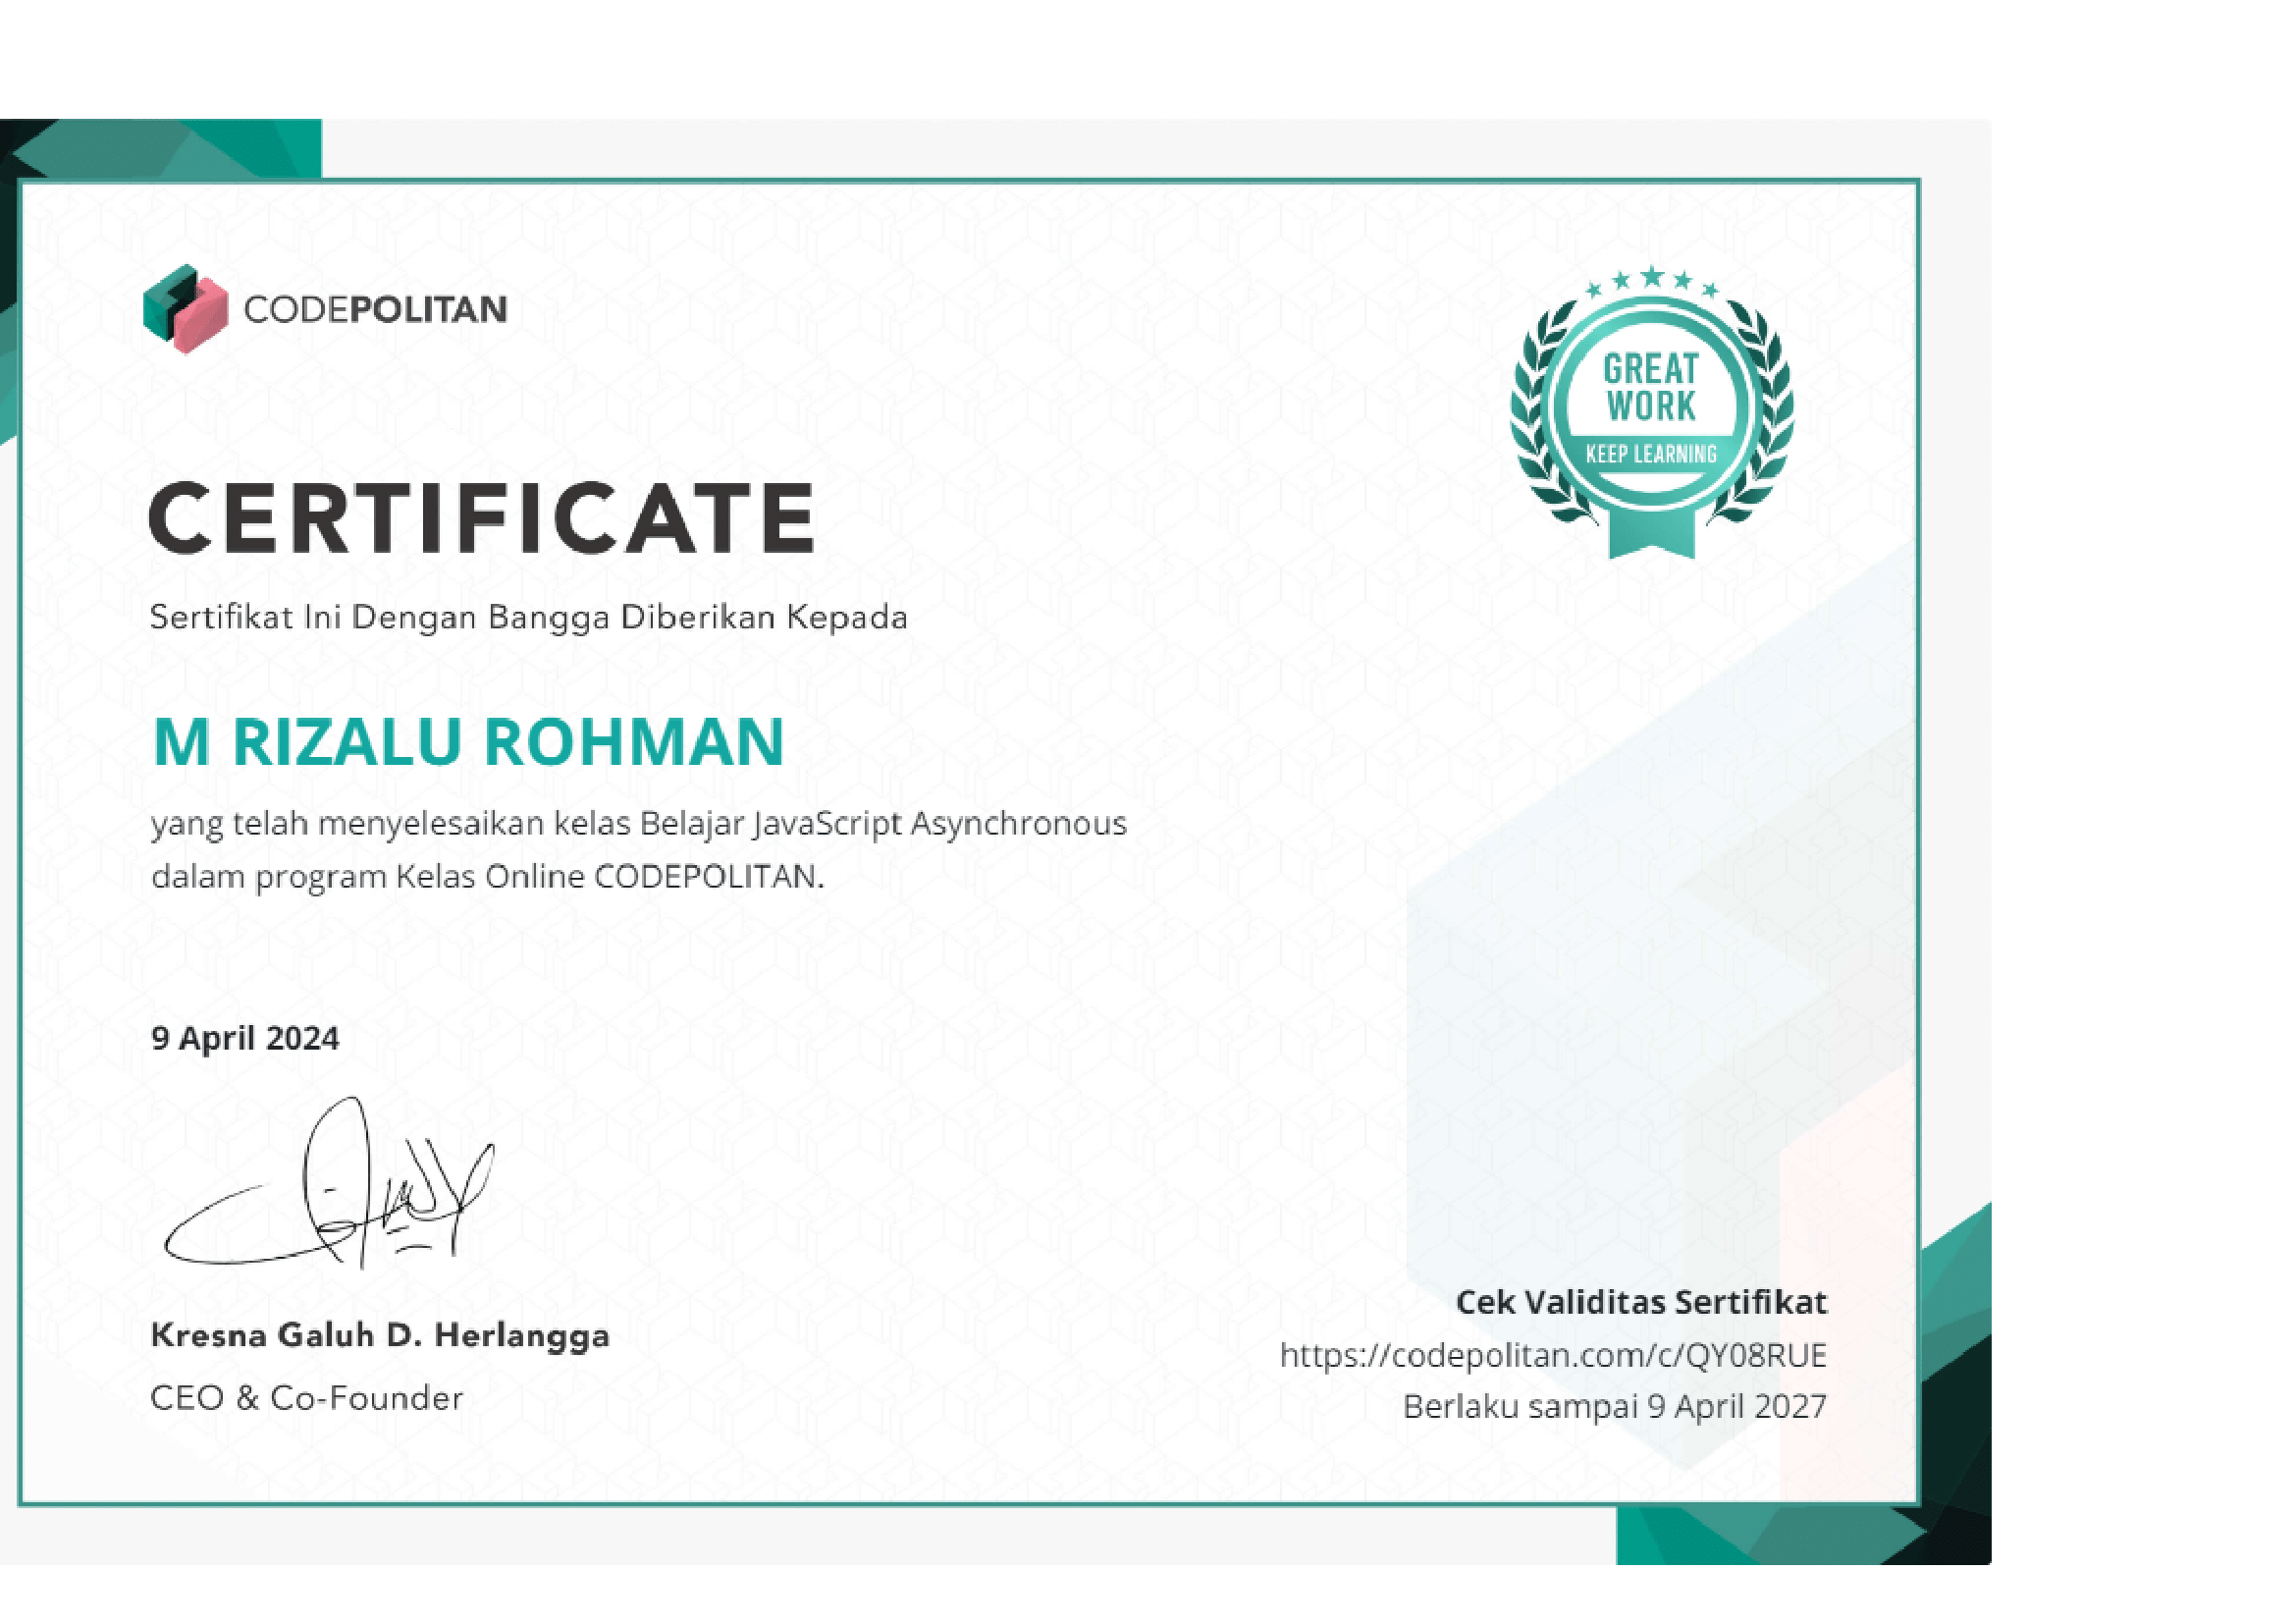 CODEPOLITAN
GREAT
WORK
KEEP LEARNING
CERTIFICATE
Sertifikat Ini Dengan Bangga Diberikan Kepada
M RIZALU ROHMAN
yang telah menyelesaikan kelas Belajar JavaScript Asynchronous
dalam program Kelas Online CODEPOLITAN.
9 April 2024
Kresna Galuh D. Herlangga
CEO & Co-Founder
Cek Validitas Sertifikat
https://codepolitan.com/c/QY08RUE
Berlaku sampai 9 April 2027